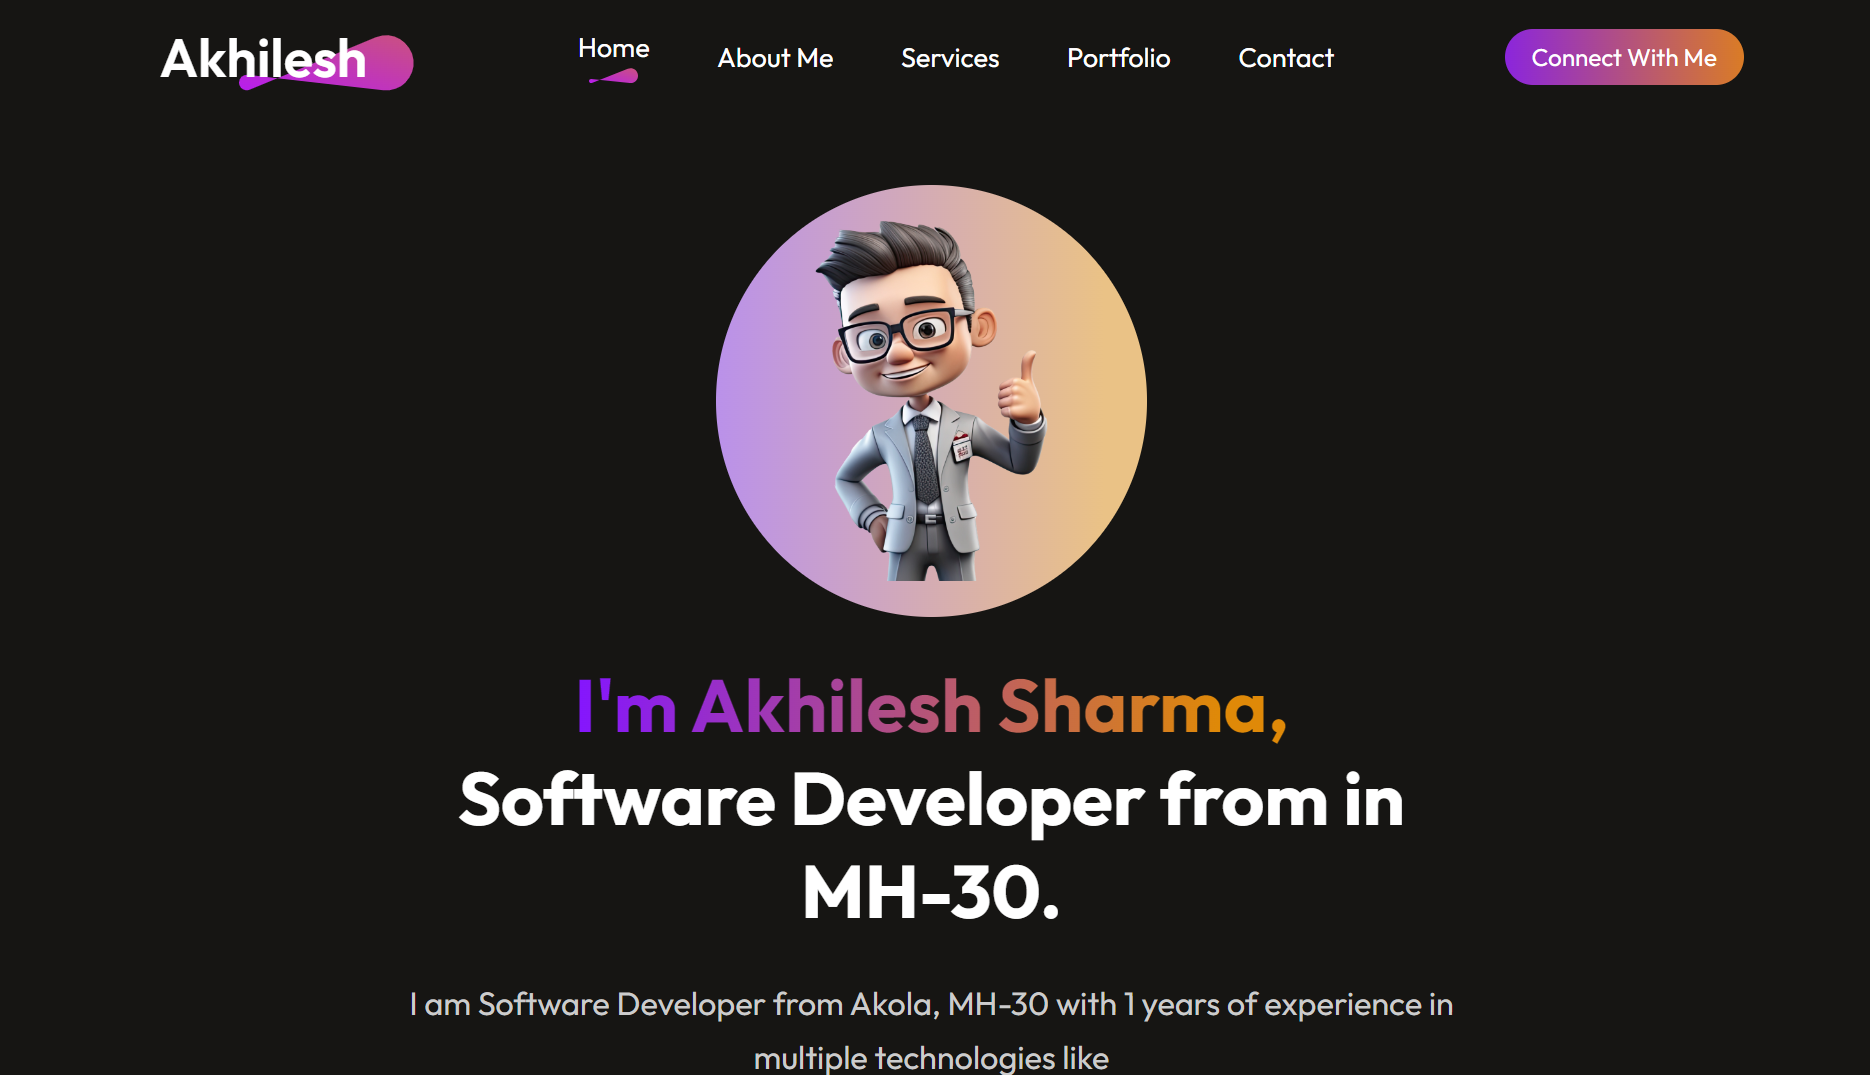 Akhilesh
Home
About Me
Services
Portfolio
Contact
Connect With Me
I'm Akhilesh Sharma,
Software Developer from in
MH-30.
I am Software Developer from Akola, MH-30 with 1 years of experience in
multiple technologies like